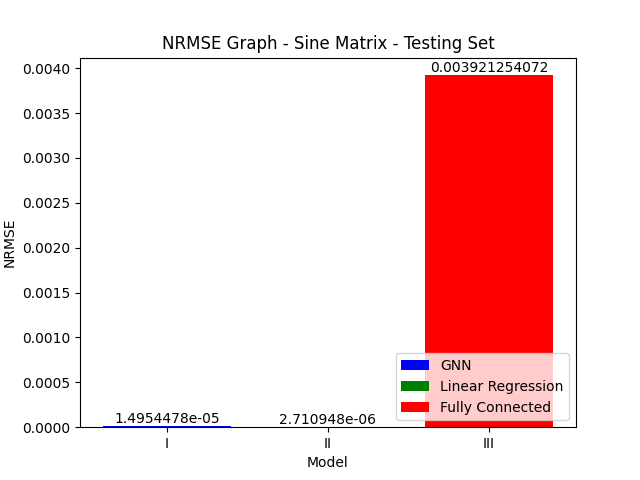 NRMSE Graph - Sine Matrix - Testing Set
0.0040
0.0035
0.0030
0.0025
0.0020
0.0015
0.0010
0.0005
0.0000
NRMSE
1.4954478e-05
2.710948e-06
0.003921254072
GNN
Linear Regression
Fully Connected
I
II
III
Model